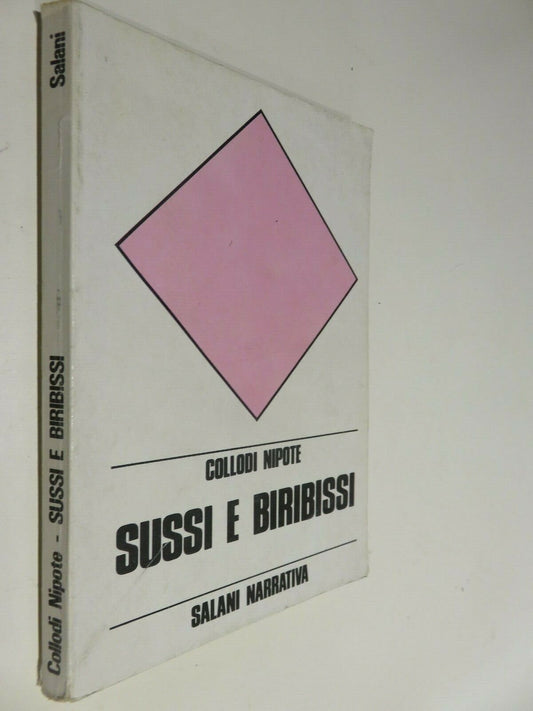 COLLODI NIPOTE
SUSSI E BIRIBISSI
SALANI NARRATIVA
Collodi Nipote - SUSSI E BIRIBISSI Salani